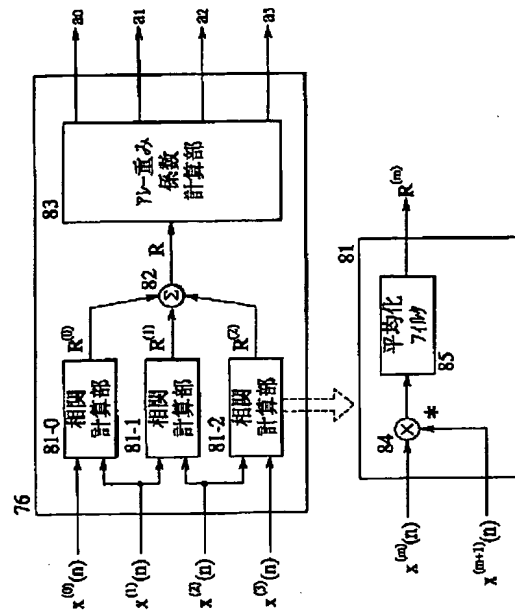 76
x⁽⁰⁾(n)
x⁽¹⁾(n)
x⁽²⁾(n)
x⁽³⁾(n)
81-0
相関
計算部
81-1
相関
計算部
81-2
相関
計算部
R⁽⁰⁾
R⁽¹⁾
R⁽²⁾
82
Σ
R
83
アレー重み
係数
計算部
a0
a1
a2
a3
81
x⁽ᵐ⁾(n)
x⁽ᵐ⁺¹⁾(n)
84
X
*
平均化
フィルタ
85
R⁽ᵐ⁾